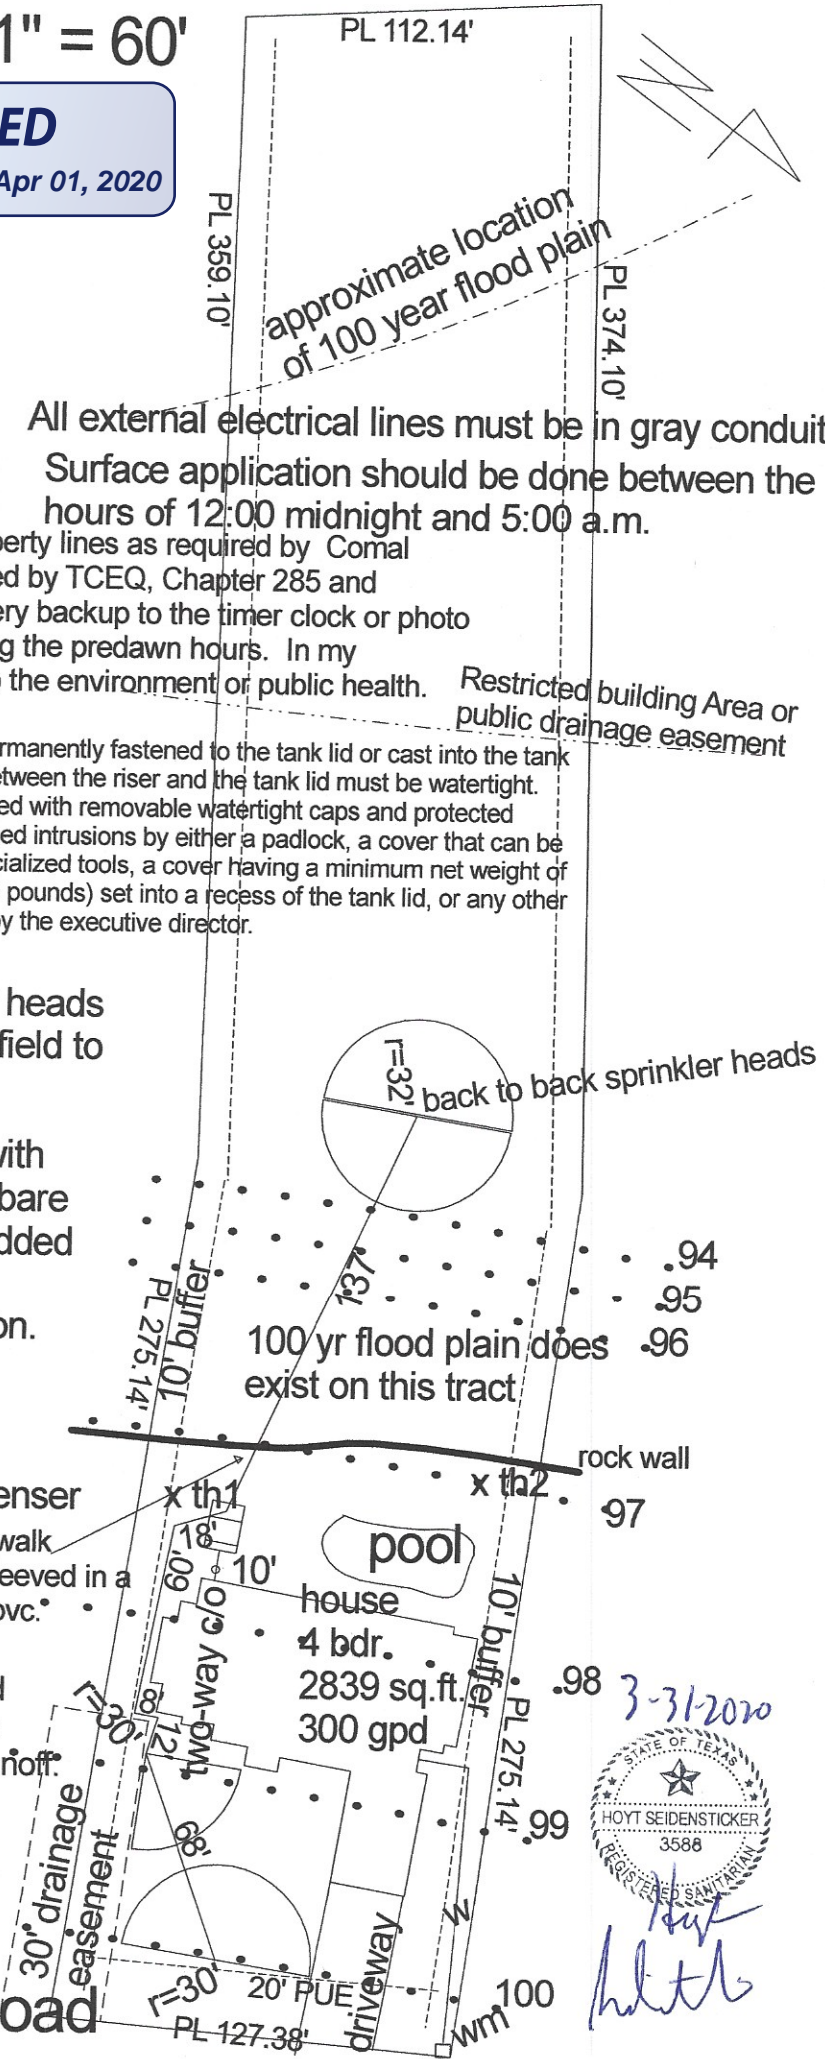 1" = 60'
PL 112.14'
ED
Apr 01, 2020
PL 359.10'
approximate location
of 100 year flood plain
PL 374.10'
All external electrical lines must be in gray conduit
Surface application should be done between the
hours of 12:00 midnight and 5:00 a.m.
perty lines as required by Comal
ed by TCEQ, Chapter 285 and
ery backup to the timer clock or photo
g the predawn hours. In my
the environment or public health.
Restricted building Area or
public drainage easement
rmanently fastened to the tank lid or cast into the tank
etween the riser and the tank lid must be watertight.
ed with removable watertight caps and protected
ed intrusions by either a padlock, a cover that can be
cialized tools, a cover having a minimum net weight of
pounds) set into a recess of the tank lid, or any other
by the executive director.
heads
field to
r=32'
back to back sprinkler heads
with
bare
dded
on.
94
95
96
137'
PL 275.14'
10' buffer
100 yr flood plain does
exist on this tract
rock wall
enser
x th1
x th2
97
walk
eeved in a
pvc.
18'
60'
10'
pool
two-way c/o
house
4 bdr.
2839 sq.ft.
300 gpd
10' buffer
PL 275.14'
98
3-31-2020
r=30'
8'
12'
noff.
STATE OF TEXAS
HOYT SEIDENSTICKER
3588
REGISTERED SANITARIAN
68'
99
30' drainage
easement
W
driveway
r=30'
20' PUE
100
oad
PL 127.38'
wm